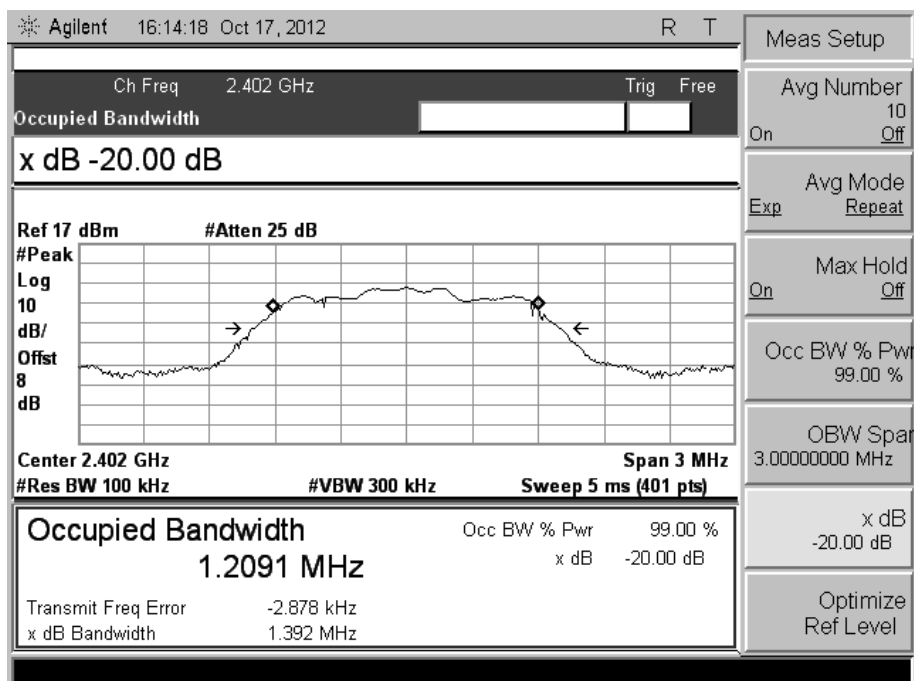 Agilent 16:14:18 Oct 17, 2012 R T
Ch Freq 2.402 GHz Trig Free
Occupied Bandwidth
x dB -20.00 dB
Ref 17 dBm #Atten 25 dB
#Peak
Log
10
dB/
Offst
8
dB
Center 2.402 GHz Span 3 MHz
#Res BW 100 kHz #VBW 300 kHz Sweep 5 ms (401 pts)
Occupied Bandwidth
1.2091 MHz
Occ BW % Pwr 99.00 %
x dB -20.00 dB
Transmit Freq Error -2.878 kHz
x dB Bandwidth 1.392 MHz
Meas Setup
Avg Number
10
On Off
Avg Mode
Exp Repeat
Max Hold
On Off
Occ BW % Pwr
99.00 %
OBW Span
3.00000000 MHz
x dB
-20.00 dB
Optimize
Ref Level